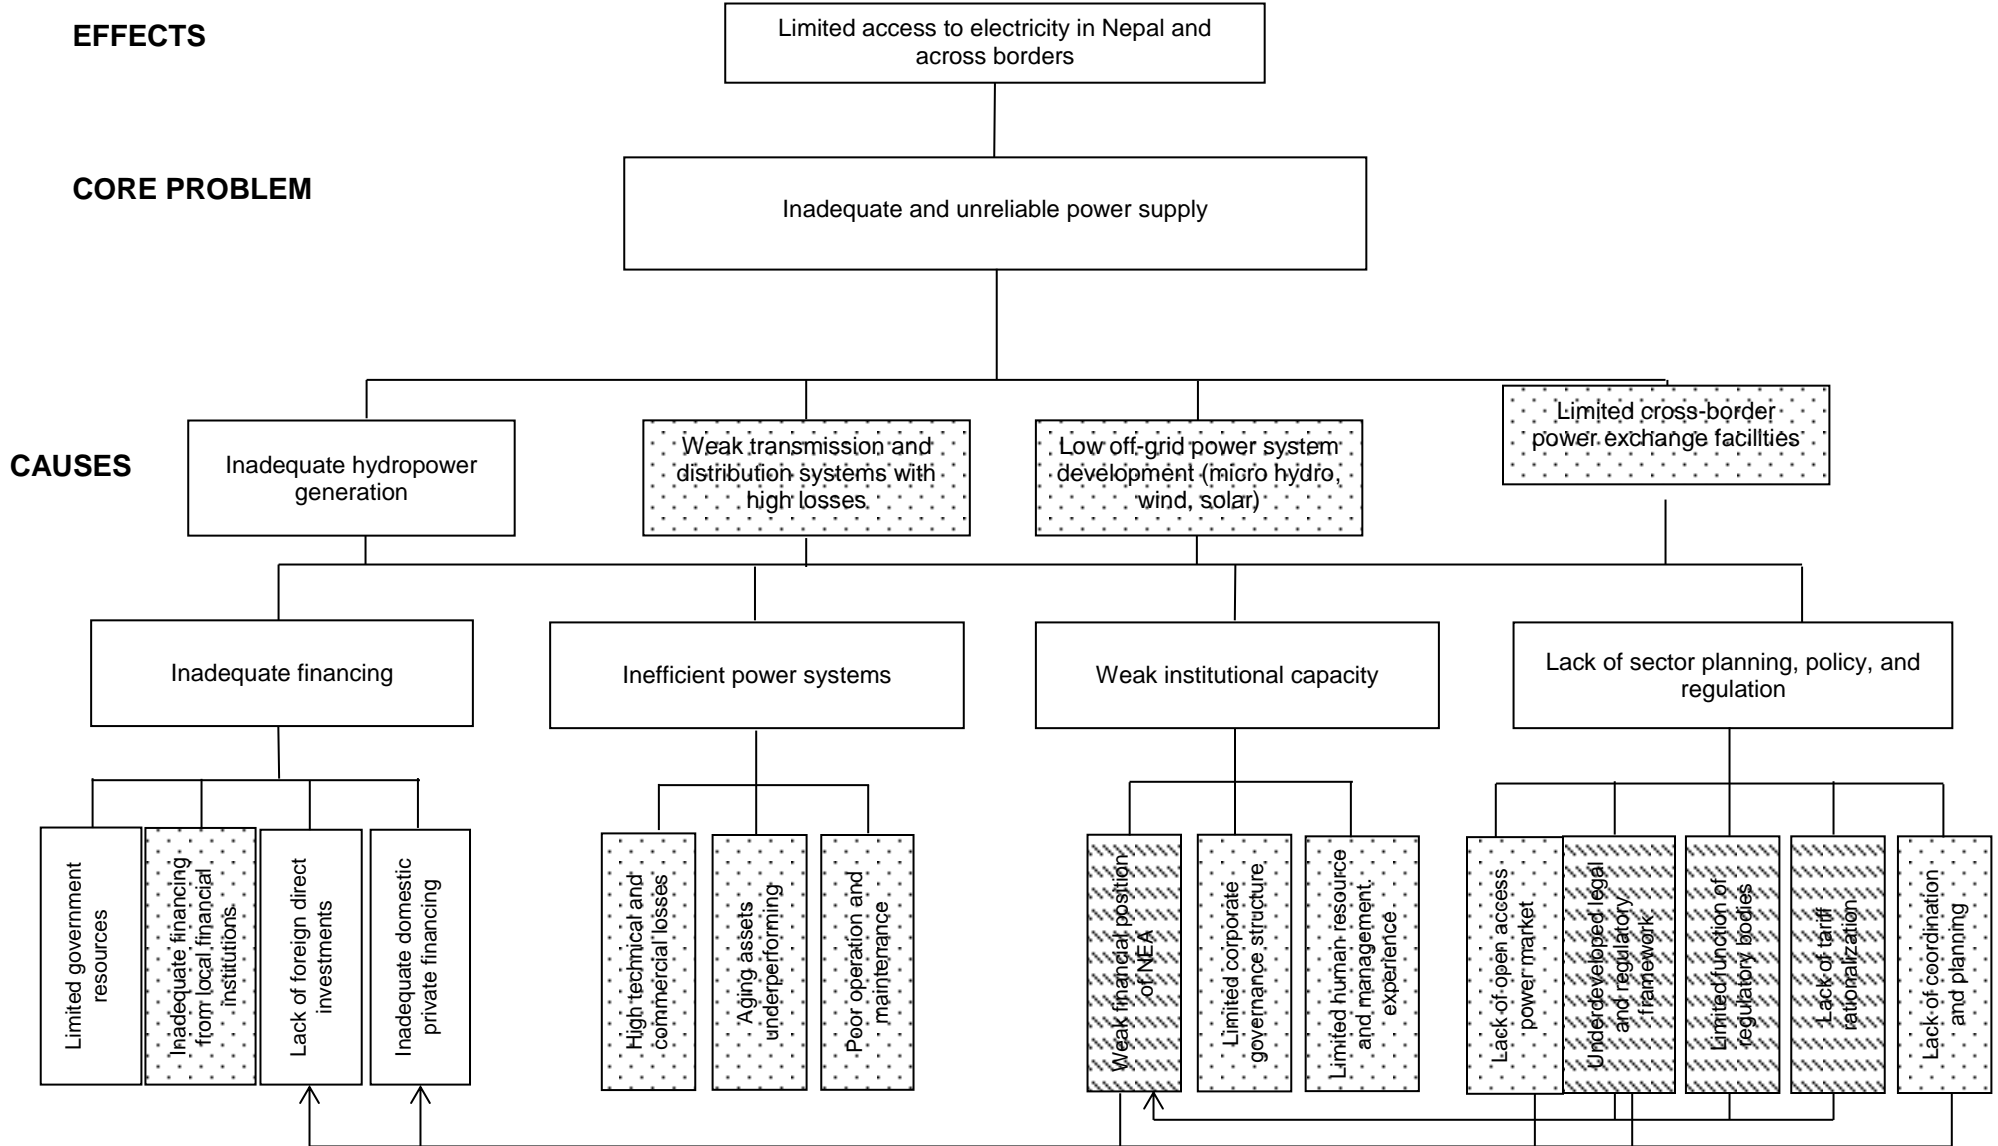 EFFECTS
Limited access to electricity in Nepal and
across borders
CORE PROBLEM
Inadequate and unreliable power supply
CAUSES
Inadequate hydropower
generation
Weak transmission and
distribution systems with
high losses
Low off-grid power system
development (micro hydro,
wind, solar)
Limited cross-border
power exchange facilities
Inadequate financing
Inefficient power systems
Weak institutional capacity
Lack of sector planning, policy, and
regulation
Limited government
resources
Inadequate financing
from local financial
institutions
Lack of foreign direct
investments
Inadequate domestic
private financing
High technical and
commercial losses
Aging assets
underperforming
Poor operation and
maintenance
Weak financial position
of NEA
Limited corporate
governance structure
Limited human resource
and management.
experience
Lack of open access
power market
Underdeveloped legal
and regulatory
framework
Limited function of
regulatory bodies
Lack of tariff
rationalization
Lack of coordination
and planning